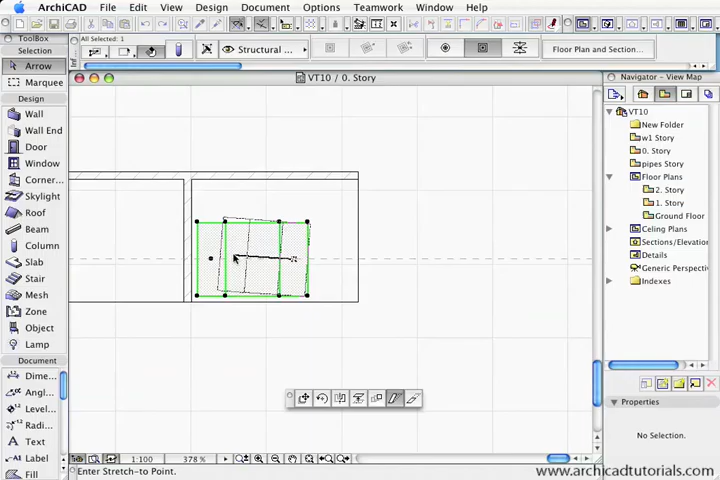 ArchiCAD File Edit View Design Document Options Teamwork Window Help
ToolBox
Selection
Arrow
Marquee
Design
Wall
Wall End
Door
Window
Corner...
Skylight
Roof
Beam
Column
Slab
Stair
Mesh
Zone
Object
Lamp
Document
Dime...
Angl...
Level...
Radi...
Text
Label
Fill
All Selected: 1
Structural ...
Floor Plan and Section...
VT10 / 0. Story
Navigator - View Map
VT10
New Folder
w1 Story
0. Story
pipes Story
Floor Plans
2. Story
1. Story
Ground Floor
Celing Plans
Sections/Elevation
Details
Generic Perspectiv
Indexes
Properties
No Selection.
1:100
378 %
Enter Stretch-to Point.
www.archicadtutorials.com